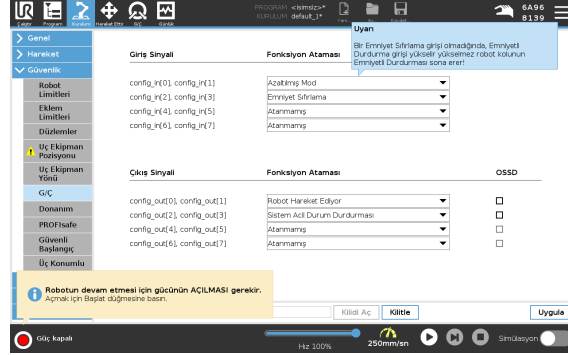 PROGRAM <isimsiz>*
KURULUM default_1*
6A96
8139
Çalıştır
Program
Kurulum
Hareket Ettir
G/Ç
Günlük
Yeni...
Aç...
Kaydet...
Genel
Hareket
Güvenlik
Robot
Limitleri
Eklem
Limitleri
Düzlemler
Uç Ekipman
Pozisyonu
Uç Ekipman
Yönü
G/Ç
Donanım
PROFIsafe
Güvenli
Başlangıç
Üç Konumlu
Uyarı
Bir Emniyet Sıfırlama girişi olmadığında, Emniyetli
Durdurma girişi yükselir yükselmez robot kolunun
Emniyetli Durdurması sona erer!
Giriş Sinyali Fonksiyon Ataması
config_in[0], config_in[1] Azaltılmış Mod
config_in[2], config_in[3] Emniyet Sıfırlama
config_in[4], config_in[5] Atanmamış
config_in[6], config_in[7] Atanmamış
Çıkış Sinyali Fonksiyon Ataması OSSD
config_out[0], config_out[1] Robot Hareket Ediyor
config_out[2], config_out[3] Sistem Acil Durum Durdurması
config_out[4], config_out[5] Atanmamış
config_out[6], config_out[7] Atanmamış
Robotun devam etmesi için gücünün AÇILMASI gerekir.
Açmak için Başlat düğmesine basın.
Kilidi Aç
Kilitle
Uygula
Güç kapalı
Hız 100%
250mm/sn
Simülasyon